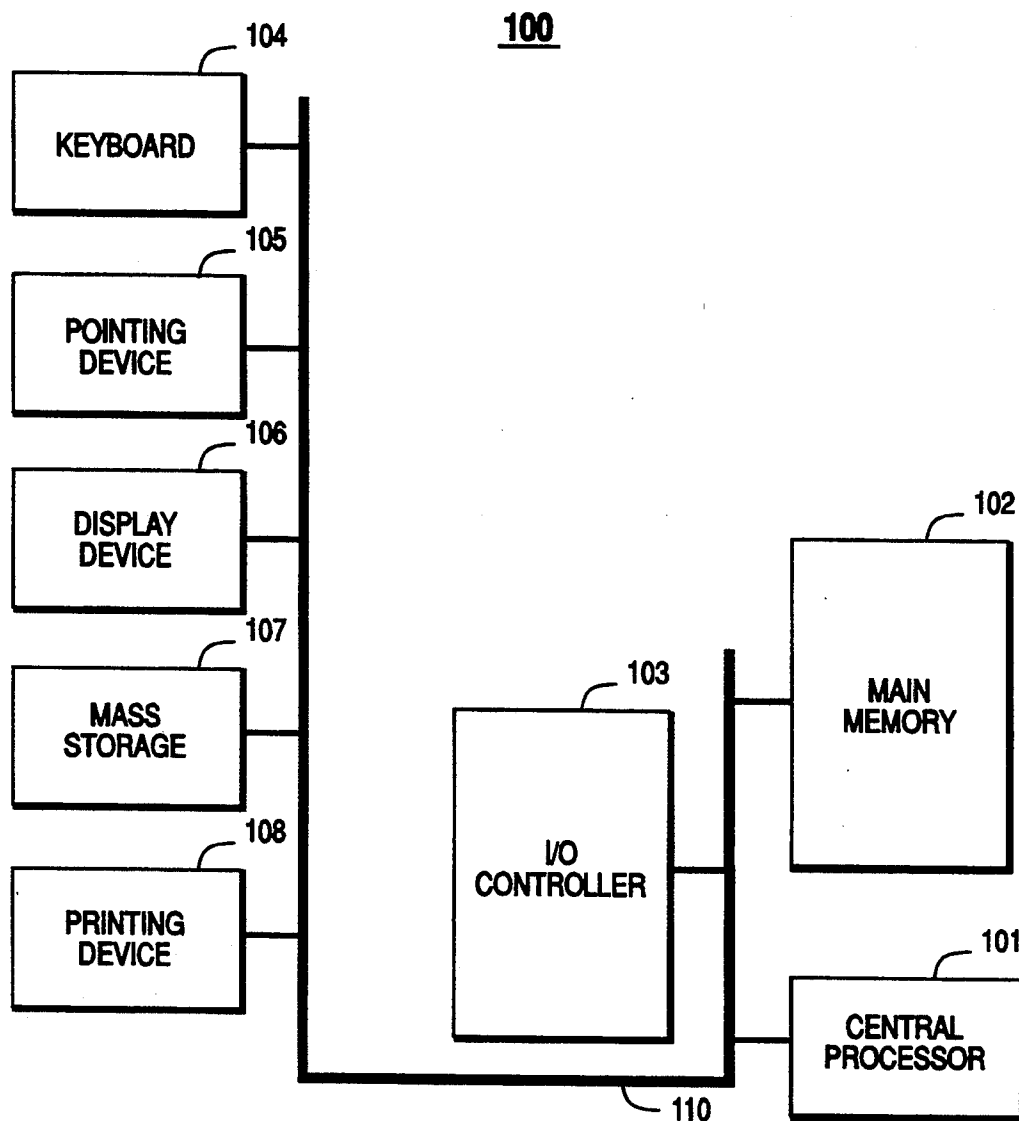 100
104
KEYBOARD
105
POINTING
DEVICE
106
DISPLAY
DEVICE
107
MASS
STORAGE
108
PRINTING
DEVICE
103
I/O
CONTROLLER
102
MAIN
MEMORY
101
CENTRAL
PROCESSOR
110